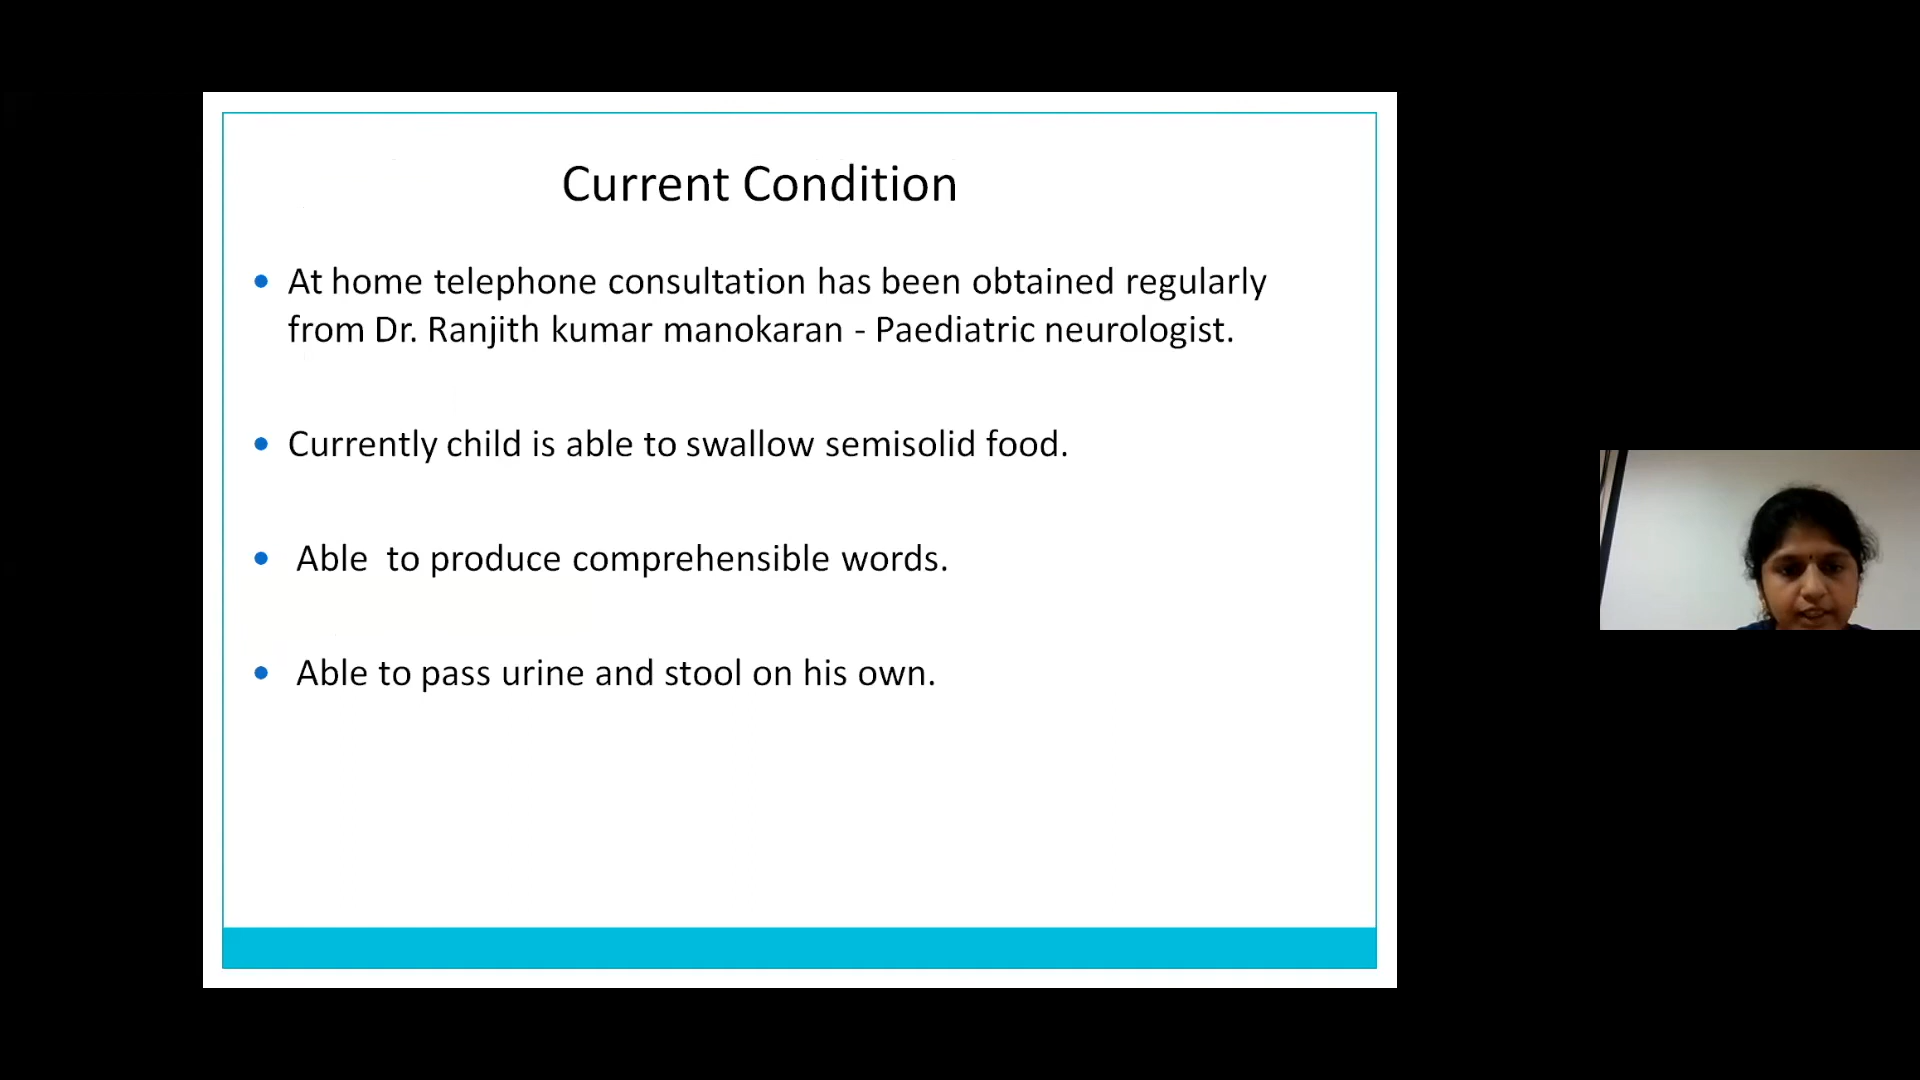 Current Condition
• At home telephone consultation has been obtained regularly
from Dr. Ranjith kumar manokaran - Paediatric neurologist.
• Currently child is able to swallow semisolid food.
• Able  to produce comprehensible words.
• Able to pass urine and stool on his own.